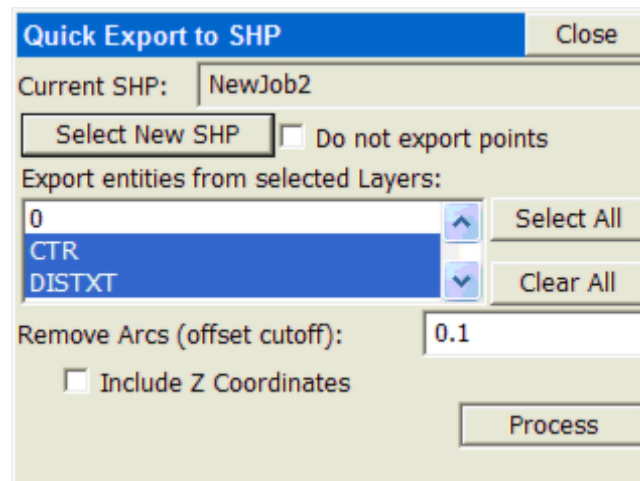 Quick Export to SHP Close
Current SHP: NewJob2
Select New SHP Do not export points
Export entities from selected Layers:
0
CTR
DISTXT
Select All
Clear All
Remove Arcs (offset cutoff): 0.1
Include Z Coordinates
Process